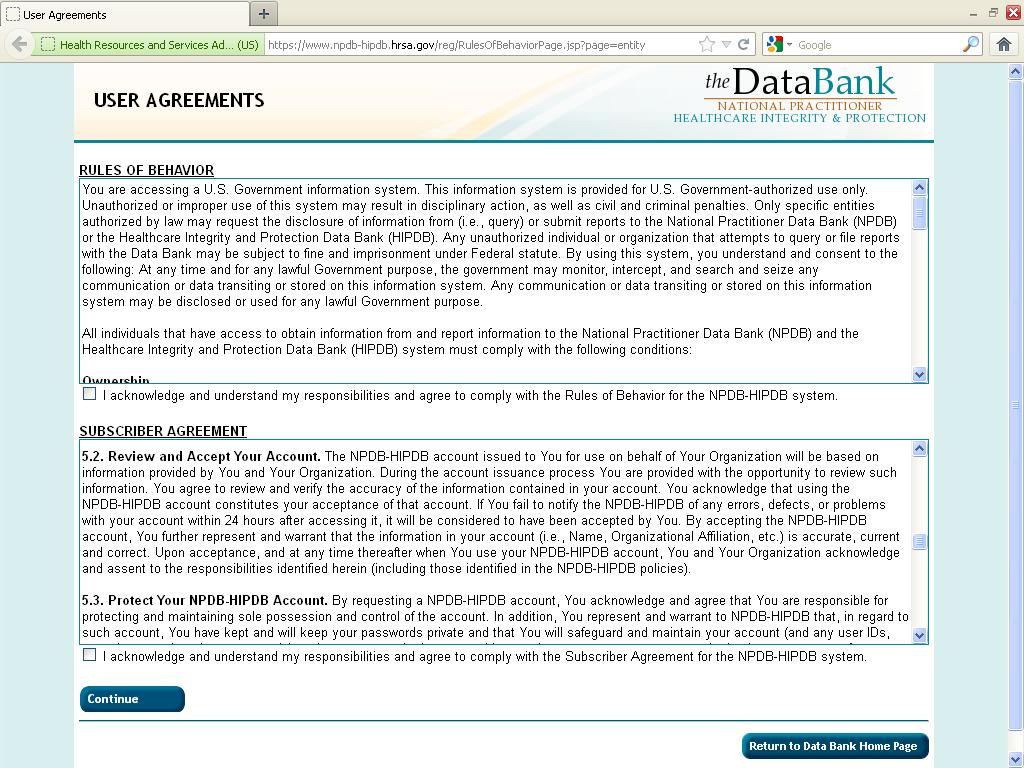 User Agreements
Health Resources and Services Ad... (US)
https://www.npdb-hipdb.hrsa.gov/reg/RulesOfBehaviorPage.jsp?page=entity
Google
USER AGREEMENTS
the DataBank
NATIONAL PRACTITIONER
HEALTHCARE INTEGRITY & PROTECTION
RULES OF BEHAVIOR
You are accessing a U.S. Government information system. This information system is provided for U.S. Government-authorized use only.
Unauthorized or improper use of this system may result in disciplinary action, as well as civil and criminal penalties. Only specific entities
authorized by law may request the disclosure of information from (i.e., query) or submit reports to the National Practitioner Data Bank (NPDB)
or the Healthcare Integrity and Protection Data Bank (HIPDB). Any unauthorized individual or organization that attempts to query or file reports
with the Data Bank may be subject to fine and imprisonment under Federal statute. By using this system, you understand and consent to the
following: At any time and for any lawful Government purpose, the government may monitor, intercept, and search and seize any
communication or data transiting or stored on this information system. Any communication or data transiting or stored on this information
system may be disclosed or used for any lawful Government purpose.
All individuals that have access to obtain information from and report information to the National Practitioner Data Bank (NPDB) and the
Healthcare Integrity and Protection Data Bank (HIPDB) system must comply with the following conditions:
Ownership
I acknowledge and understand my responsibilities and agree to comply with the Rules of Behavior for the NPDB-HIPDB system.
SUBSCRIBER AGREEMENT
5.2. Review and Accept Your Account. The NPDB-HIPDB account issued to You for use on behalf of Your Organization will be based on
information provided by You and Your Organization. During the account issuance process You are provided with the opportunity to review such
information. You agree to review and verify the accuracy of the information contained in your account. You acknowledge that using the
NPDB-HIPDB account constitutes your acceptance of that account. If You fail to notify the NPDB-HIPDB of any errors, defects, or problems
with your account within 24 hours after accessing it, it will be considered to have been accepted by You. By accepting the NPDB-HIPDB
account, You further represent and warrant that the information in your account (i.e., Name, Organizational Affiliation, etc.) is accurate, current
and correct. Upon acceptance, and at any time thereafter when You use your NPDB-HIPDB account, You and Your Organization acknowledge
and assent to the responsibilities identified herein (including those identified in the NPDB-HIPDB policies).
5.3. Protect Your NPDB-HIPDB Account. By requesting a NPDB-HIPDB account, You acknowledge and agree that You are responsible for
protecting and maintaining sole possession and control of the account. In addition, You represent and warrant to NPDB-HIPDB that, in regard to
such account, You have kept and will keep your passwords private and that You will safeguard and maintain your account (and any user IDs,
I acknowledge and understand my responsibilities and agree to comply with the Subscriber Agreement for the NPDB-HIPDB system.
Continue
Return to Data Bank Home Page